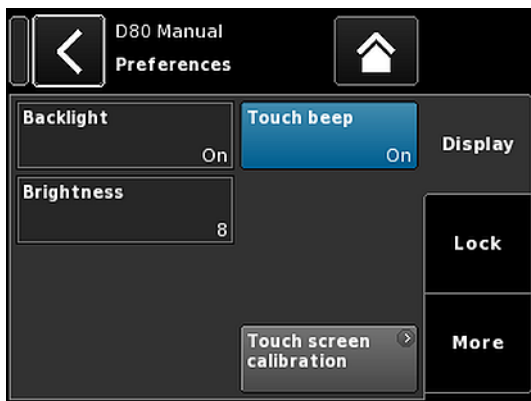 D80 Manual
Preferences
Backlight
On
Touch beep
On
Display
Brightness
8
Lock
Touch screen
calibration
More